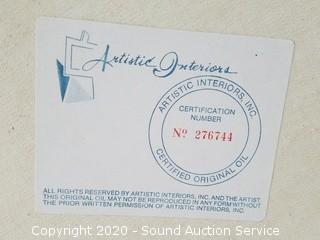 Artistic Interiors
ARTISTIC INTERIORS, INC.
CERTIFICATION
NUMBER
No 276744
CERTIFIED ORIGINAL OIL
ALL RIGHTS RESERVED BY ARTISTIC INTERIORS, INC. AND THE ARTIST.
THIS ORIGINAL OIL MAY NOT BE REPRODUCED IN ANY FORM WITHOUT
THE PRIOR WRITTEN PERMISSION OF ARTISTIC INTERIORS, INC.
Copyright 2020 - Sound Auction Service